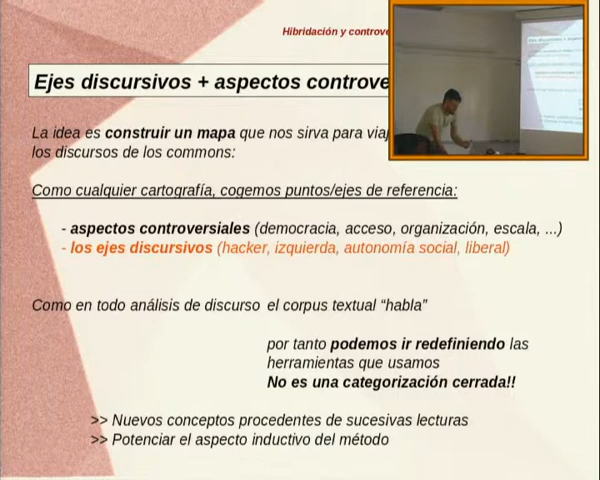 Hibridación y
Ejes discursivos + aspectos
La idea es construir un mapa que nos sirva para
los discursos de los commons:
Como cualquier cartografía, cogemos puntos/ejes de referencia:
- aspectos controversiales (democracia, acceso, organización, escala, ...)
- los ejes discursivos (hacker, izquierda, autonomía social, liberal)
Como en todo análisis de discurso el corpus textual “habla”
por tanto podemos ir redefiniendo las
herramientas que usamos
No es una categorización cerrada!!
>> Nuevos conceptos procedentes de sucesivas lecturas
>> Potenciar el aspecto inductivo del método